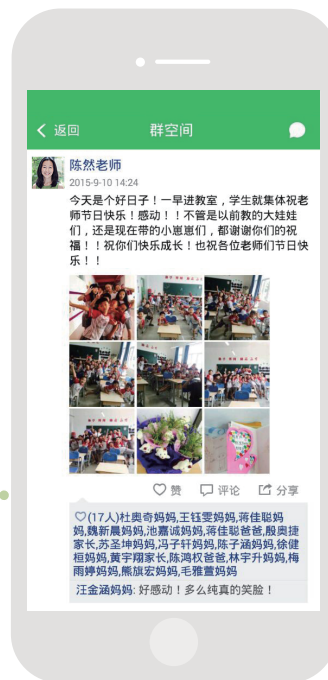 返回
群空间
陈然老师
2015-9-10 14:24
今天是个好日子！一早进教室，学生就集体祝老
师节日快乐！感动！！不管是以前教的大娃娃
们，还是现在带的小崽崽们，都谢谢你们的祝
福！！祝你们快乐成长！也祝各位老师们节日快
乐！！
赞
评论
分享
(17人)杜奥奇妈妈,王钰雯妈妈,蒋佳聪妈
妈,魏新晨妈妈,池嘉诚妈妈,蒋佳聪爸爸,殷奥捷
家长,苏圣坤妈妈,冯子轩妈妈,陈子涵妈妈,徐健
桓妈妈,黄宇翔家长,陈鸿权爸爸,林宇升妈妈,梅
雨婷妈妈,熊旗宏妈妈,毛雅萱妈妈
汪金涵妈妈: 好感动！多么纯真的笑脸！